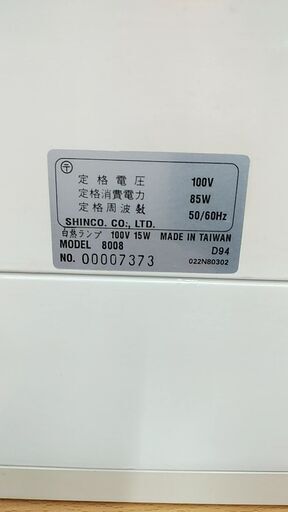 〒
定格電圧 100V
定格消費電力 85W
定格周波数 50/60Hz
SHINCO. CO., LTD.
白熱ランプ 100V 15W MADE IN TAIWAN
MODEL 8008 D94
NO. 00007373 022N80302